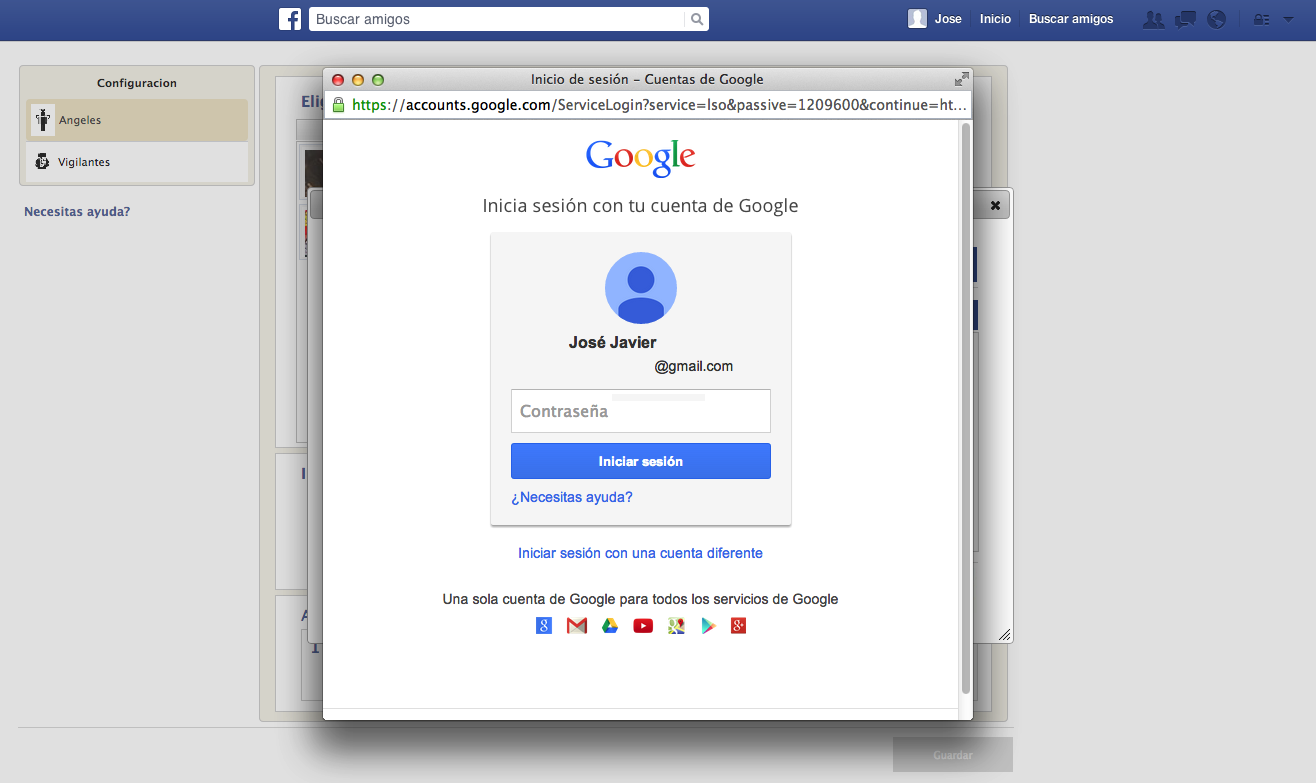 Buscar amigos
Jose
Inicio
Buscar amigos
Configuracion
Angeles
Vigilantes
Necesitas ayuda?
Inicio de sesión – Cuentas de Google
https://accounts.google.com/ServiceLogin?service=lso&passive=1209600&continue=ht...
Google
Inicia sesión con tu cuenta de Google
José Javier
@gmail.com
Contraseña
Iniciar sesión
¿Necesitas ayuda?
Iniciar sesión con una cuenta diferente
Una sola cuenta de Google para todos los servicios de Google
Guardar